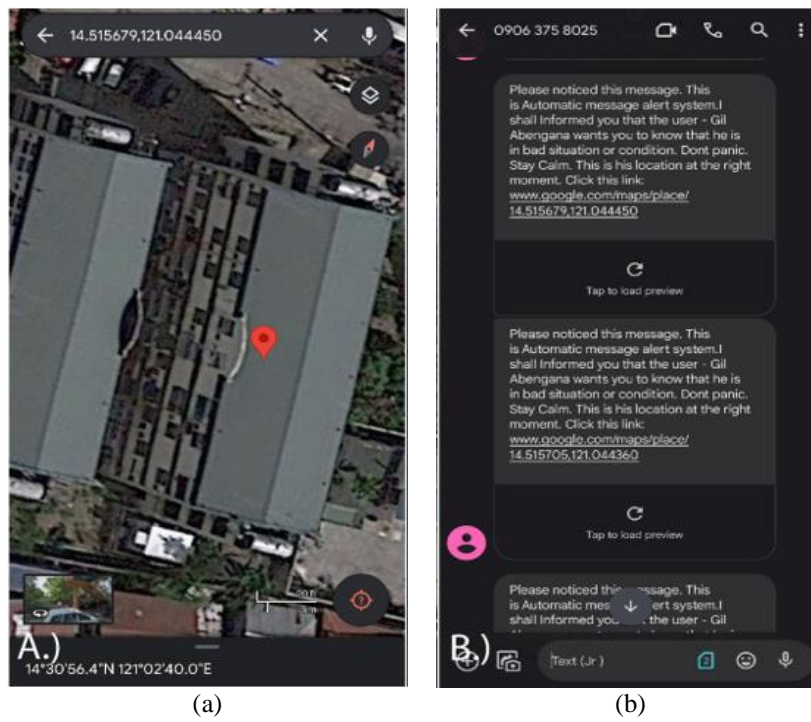 14.515679,121.044450
20 ft
5 m
A.)
14°30'56.4"N 121°02'40.0"E
(a)
0906 375 8025
Please noticed this message. This
is Automatic message alert system.I
shall Informed you that the user - Gil
Abengana wants you to know that he is
in bad situation or condition. Dont panic.
Stay Calm. This is his location at the right
moment. Click this link:
www.google.com/maps/place/
14.515679,121.044450
Tap to load preview
Please noticed this message. This
is Automatic message alert system.I
shall Informed you that the user - Gil
Abengana wants you to know that he is
in bad situation or condition. Dont panic.
Stay Calm. This is his location at the right
moment. Click this link:
www.google.com/maps/place/
14.515705,121.044360
Tap to load preview
Please noticed this
is Automatic
shall Informed the user - Gil
B.)
Text (Jr )
2
(b)